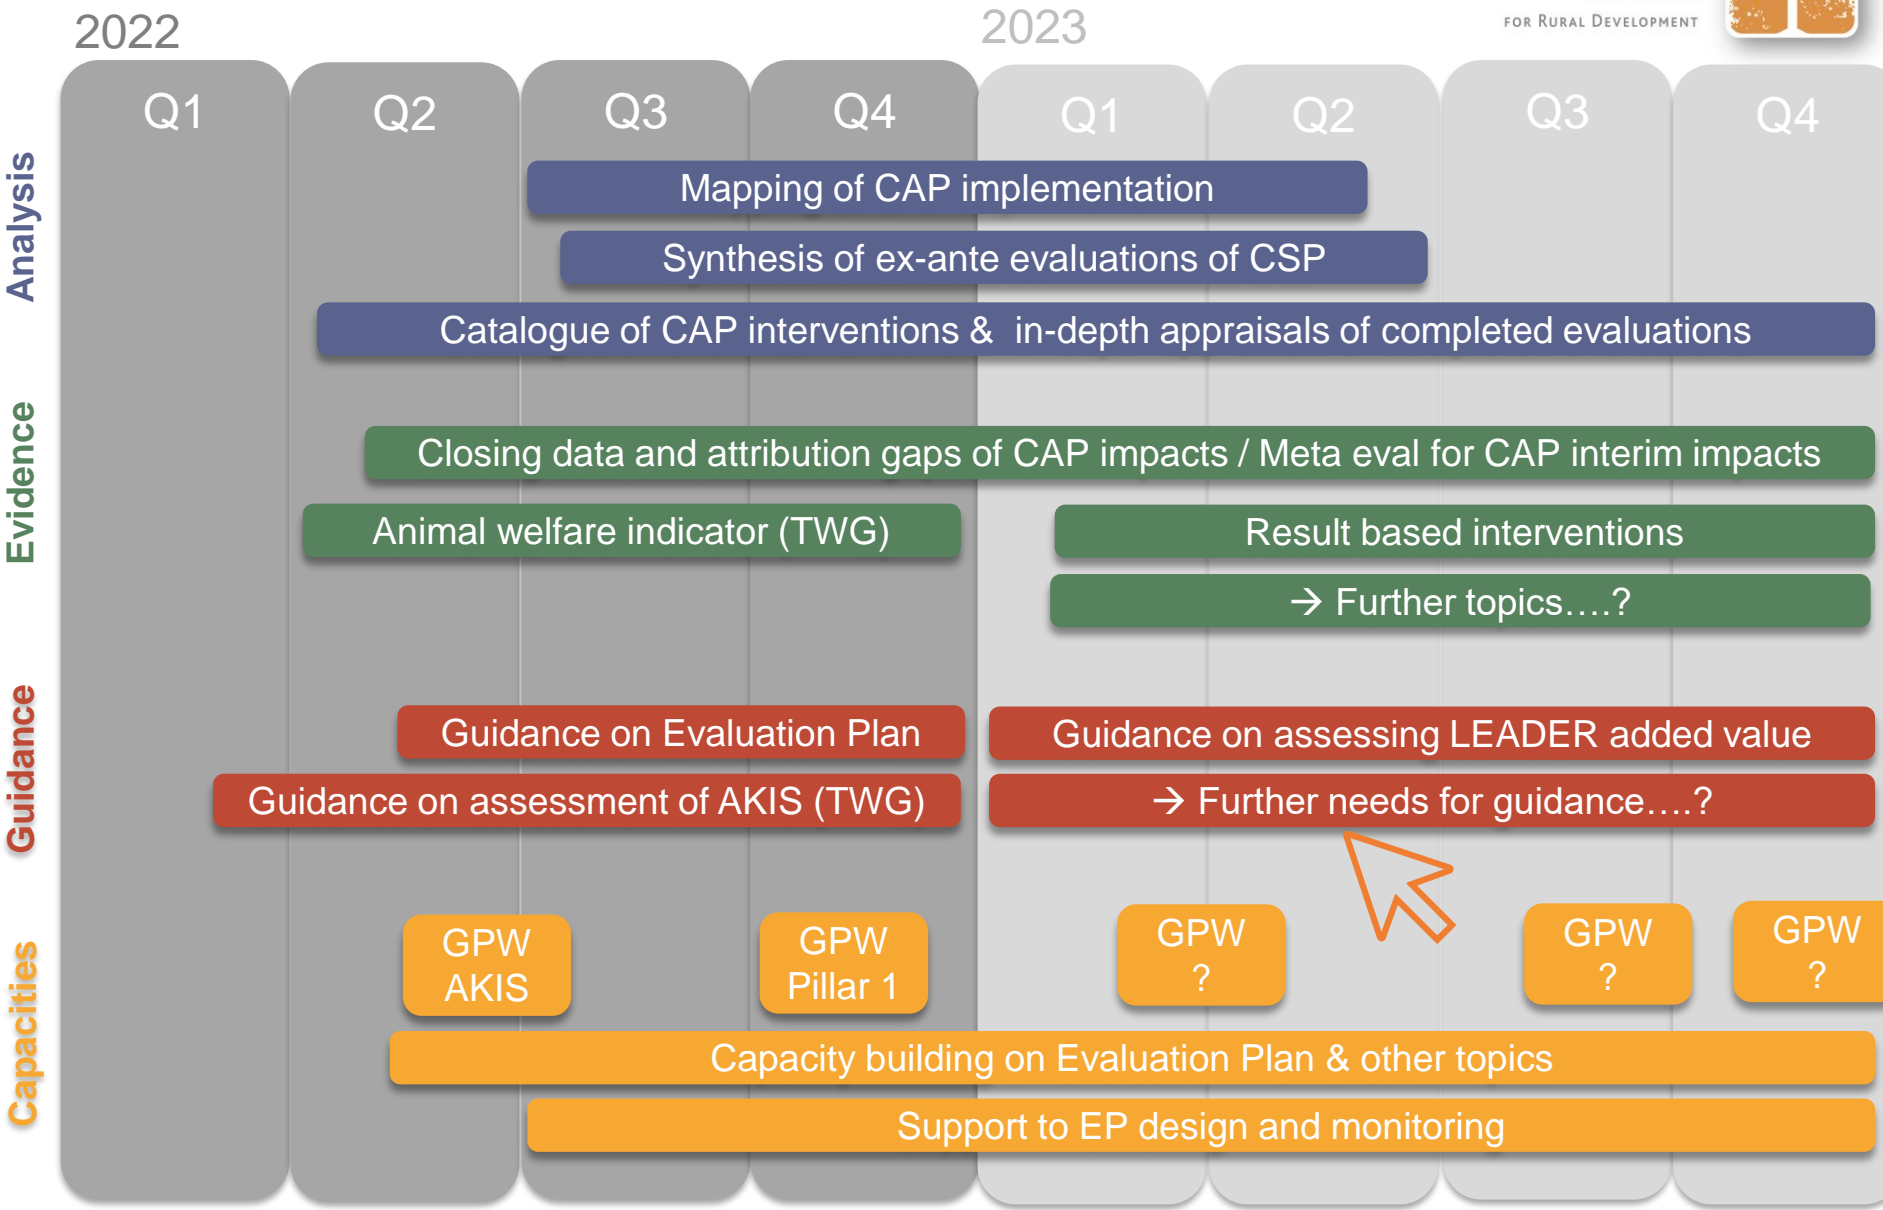 2022
2023
FOR RURAL DEVELOPMENT
Q1
Q2
Q3
Q4
Q1
Q2
Q3
Q4
Analysis
Mapping of CAP implementation
Synthesis of ex-ante evaluations of CSP
Catalogue of CAP interventions & in-depth appraisals of completed evaluations
Evidence
Closing data and attribution gaps of CAP impacts / Meta eval for CAP interim impacts
Animal welfare indicator (TWG)
Result based interventions
→ Further topics….?
Guidance
Guidance on Evaluation Plan
Guidance on assessing LEADER added value
Guidance on assessment of AKIS (TWG)
→ Further needs for guidance….?
Capacities
GPW
AKIS
GPW
Pillar 1
GPW
?
GPW
?
GPW
?
Capacity building on Evaluation Plan & other topics
Support to EP design and monitoring